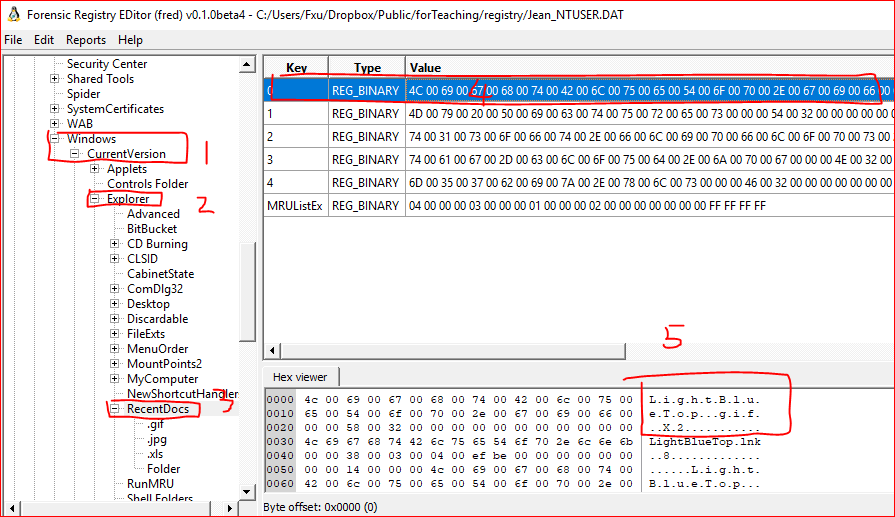 Forensic Registry EDitor (fred) v0.1.0beta4 - C:/Users/Fxu/Dropbox/Public/forTeaching/registry/Jean_NTUSER.DAT
File Edit Reports Help
Security Center
Shared Tools
Spider
SystemCertificates
WAB
Windows
CurrentVersion 1
Applets
Controls Folder
Explorer 2
Advanced
BitBucket
CD Burning
CLSID
CabinetState
ComDlg32
Desktop
Discardable
FileExts
MenuOrder
MountPoints2
MyComputer
NewShortcutHandlers
RecentDocs 3
.gif
.jpg
.xls
Folder
RunMRU
Shell Folders
Key Type Value
0 REG_BINARY 4C 00 69 00 67 00 68 00 74 00 42 00 6C 00 75 00 65 00 54 00 6F 00 70 00 2E 00 67 00 69 00 66 00
4
1 REG_BINARY 4D 00 79 00 20 00 50 00 69 00 63 00 74 00 75 00 72 00 65 00 73 00 00 00 54 00 32 00 00 00 00 00
2 REG_BINARY 74 00 31 00 73 00 6F 00 66 00 74 00 2E 00 66 00 6C 00 69 00 70 00 66 00 6C 00 6F 00 70 00 73 00
3 REG_BINARY 74 00 61 00 67 00 2D 00 63 00 6C 00 6F 00 75 00 64 00 2E 00 6A 00 70 00 67 00 00 00 4E 00 32 00
4 REG_BINARY 6D 00 35 00 37 00 62 00 69 00 7A 00 2E 00 78 00 6C 00 73 00 00 00 46 00 32 00 00 00 00 00 00 00
MRUListEx REG_BINARY 04 00 00 00 03 00 00 00 01 00 00 00 02 00 00 00 00 00 00 00 FF FF FF FF
5
Hex viewer
0000 4c 00 69 00 67 00 68 00 74 00 42 00 6c 00 75 00 L.i.g.h.t.B.l.u.
0010 65 00 54 00 6f 00 70 00 2e 00 67 00 69 00 66 00 e.T.o.p...g.i.f.
0020 00 00 58 00 32 00 00 00 00 00 00 00 00 00 00 00 ..X.2...........
0030 4c 69 67 68 74 42 6c 75 65 54 6f 70 2e 6c 6e 6b LightBlueTop.lnk
0040 00 00 38 00 03 00 04 00 ef be 00 00 00 00 00 00 ..8.............
0050 00 00 14 00 00 00 4c 00 69 00 67 00 68 00 74 00 ......L.i.g.h.t.
0060 42 00 6c 00 75 00 65 00 54 00 6f 00 70 00 2e 00 B.l.u.e.T.o.p...
Byte offset: 0x0000 (0)